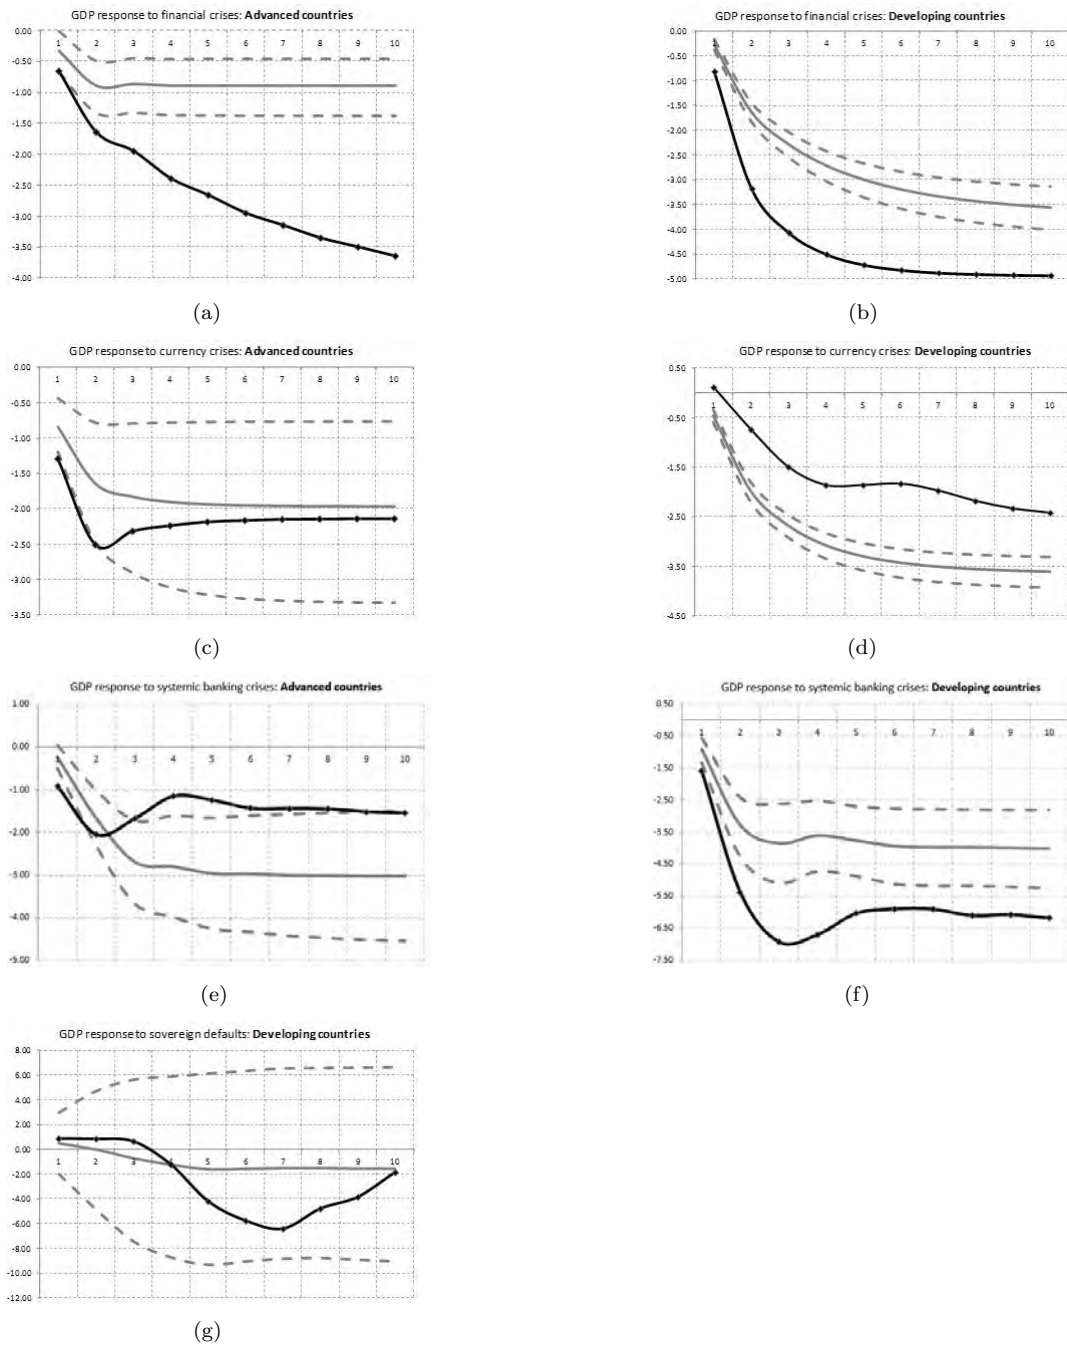 GDP response to financial crises: Advanced countries
0.00
-0.50
-1.00
-1.50
-2.00
-2.50
-3.00
-3.50
-4.00
1 2 3 4 5 6 7 8 9 10
(a)
GDP response to financial crises: Developing countries
0.00
-0.50
-1.00
-1.50
-2.00
-2.50
-3.00
-3.50
-4.00
-4.50
-5.00
1 2 3 4 5 6 7 8 9 10
(b)
GDP response to currency crises: Advanced countries
0.00
-0.50
-1.00
-1.50
-2.00
-2.50
-3.00
-3.50
1 2 3 4 5 6 7 8 9 10
(c)
GDP response to currency crises: Developing countries
0.50
-0.50
-1.50
-2.50
-3.50
-4.50
1 2 3 4 5 6 7 8 9 10
(d)
GDP response to systemic banking crises: Advanced countries
1.00
0.00
-1.00
-2.00
-3.00
-4.00
-5.00
1 2 3 4 5 6 7 8 9 10
(e)
GDP response to systemic banking crises: Developing countries
0.50
-0.50
-1.50
-2.50
-3.50
-4.50
-5.50
-6.50
-7.50
1 2 3 4 5 6 7 8 9 10
(f)
GDP response to sovereign defaults: Developing countries
8.00
6.00
4.00
2.00
0.00
-2.00
-4.00
-6.00
-8.00
-10.00
-12.00
1 2 3 4 5 6 7 8 9 10
(g)